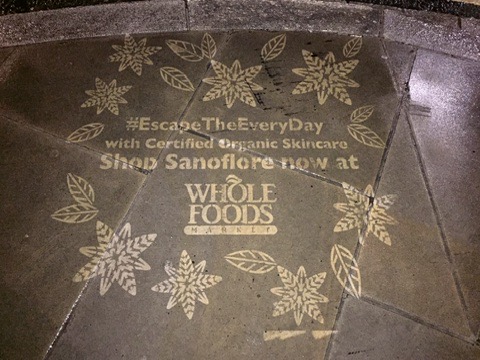 #EscapeTheEveryDay
with Certified Organic Skincare
Shop Sanoflore now at
WHOLE
FOODS
MARKET